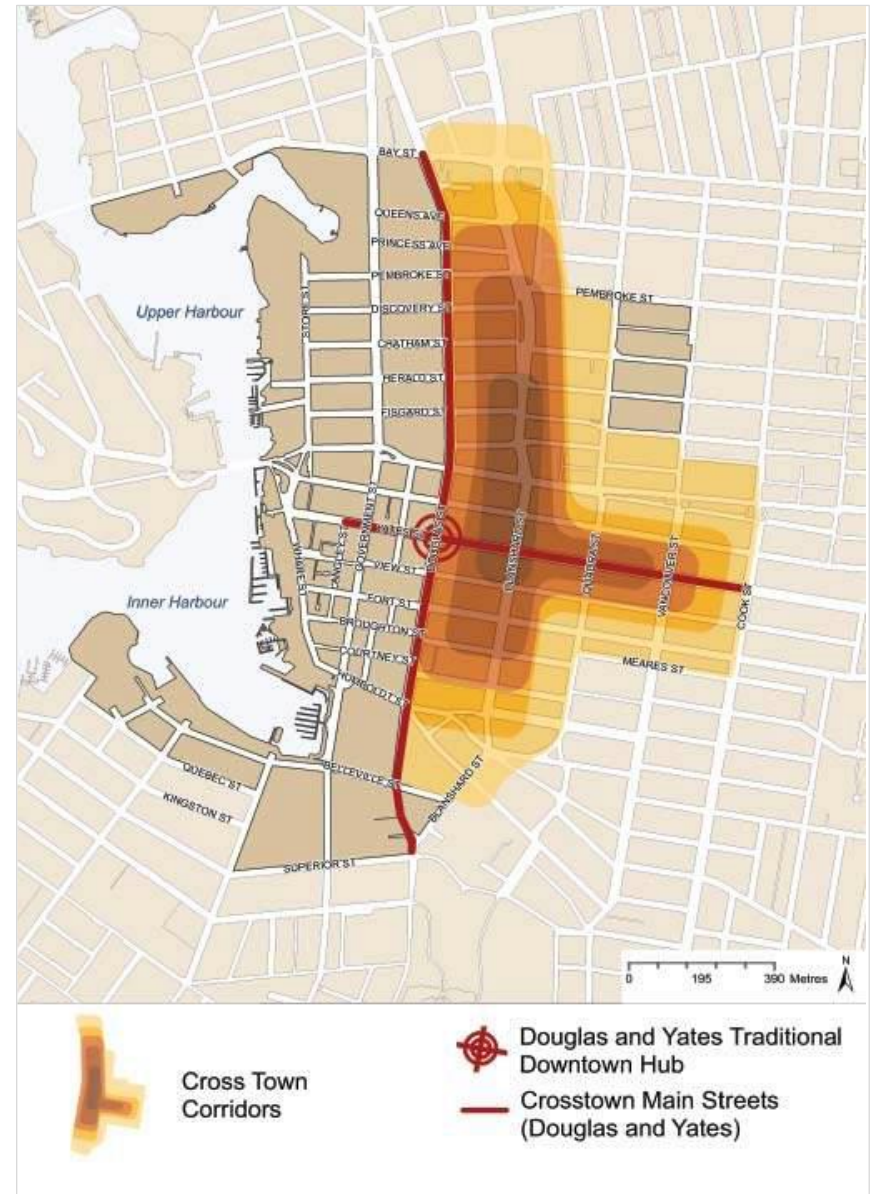 BAY ST
QUEENS AVE
PRINCESS AVE
PEMBROKE ST
PEMBROKE ST
Upper Harbour
STORE ST
DISCOVERY ST
CHATHAM ST
HERALD ST
FISGARD ST
GOVERNMENT ST
DOUGLAS ST
YATES ST
LANGLEY ST
WHARF ST
VIEW ST
BLANSHARD ST
QUADRA ST
VANCOUVER ST
COOK ST
Inner Harbour
FORT ST
BROUGHTON ST
COURTNEY ST
MEARES ST
HUMBOLDT ST
BELLEVILLE ST
BLANSHARD ST
QUEBEC ST
KINGSTON ST
SUPERIOR ST
N
0 195 390 Metres
Cross Town
Corridors
Douglas and Yates Traditional
Downtown Hub
Crosstown Main Streets
(Douglas and Yates)